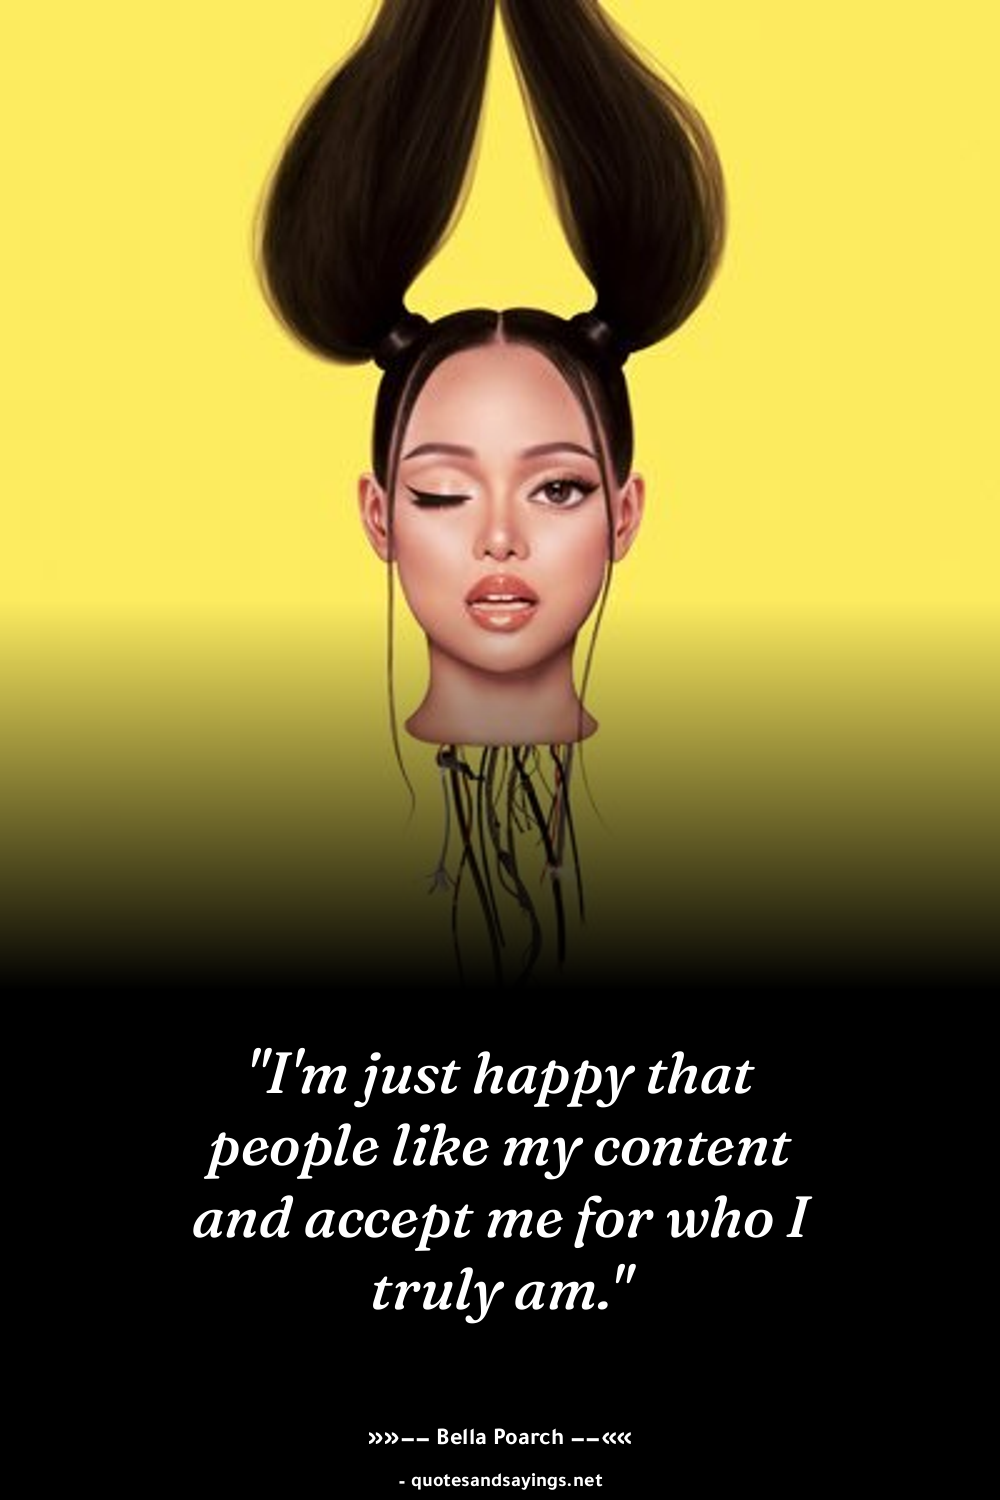 "I'm just happy that
people like my content
and accept me for who I
truly am."
»»–– Bella Poarch ––««
- quotesandsayings.net